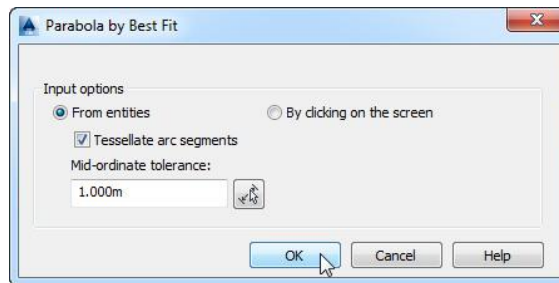 Parabola by Best Fit
Input options
From entities
By clicking on the screen
Tessellate arc segments
Mid-ordinate tolerance:
1.000m
OK
Cancel
Help